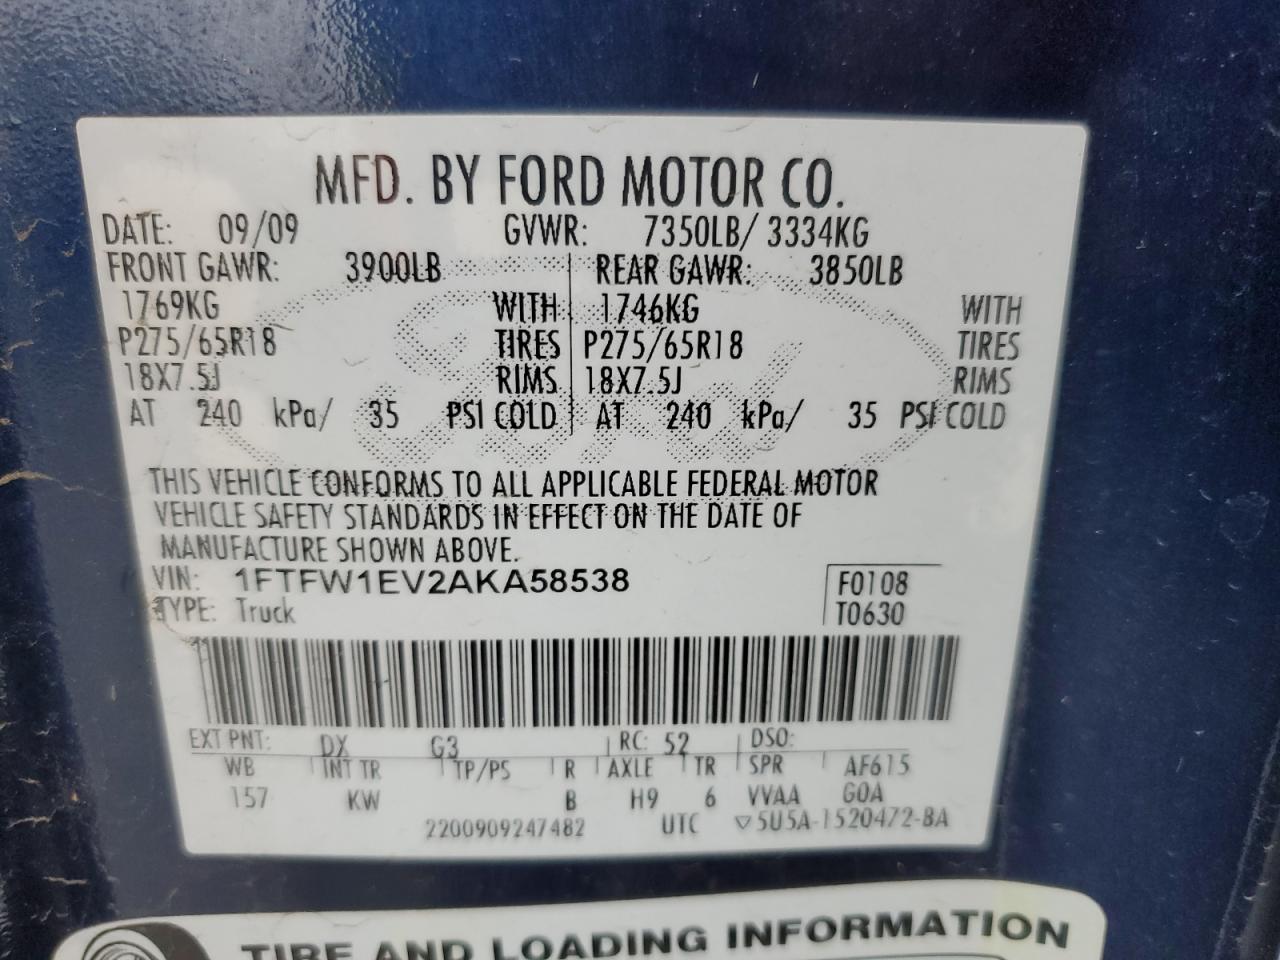 MFD. BY FORD MOTOR CO.
DATE: 09/09 GVWR: 7350LB/ 3334KG
FRONT GAWR: 3900LB REAR GAWR: 3850LB
1769KG WITH 1746KG WITH
P275/65R18 TIRES P275/65R18 TIRES
18X7.5J RIMS 18X7.5J RIMS
AT 240 kPa/ 35 PSI COLD AT 240 kPa/ 35 PSI COLD
THIS VEHICLE CONFORMS TO ALL APPLICABLE FEDERAL MOTOR
VEHICLE SAFETY STANDARDS IN EFFECT ON THE DATE OF
MANUFACTURE SHOWN ABOVE.
VIN: 1FTFW1EV2AKA58538 F0108
TYPE: Truck T0630
EXT PNT: DX G3 RC: 52 DSO:
WB INT TR TP/PS R AXLE TR SPR AF615
157 KW B H9 6 VVAA GOA
2200909247482 UTC ▽5U5A-1520472-BA
TIRE AND LOADING INFORMATION